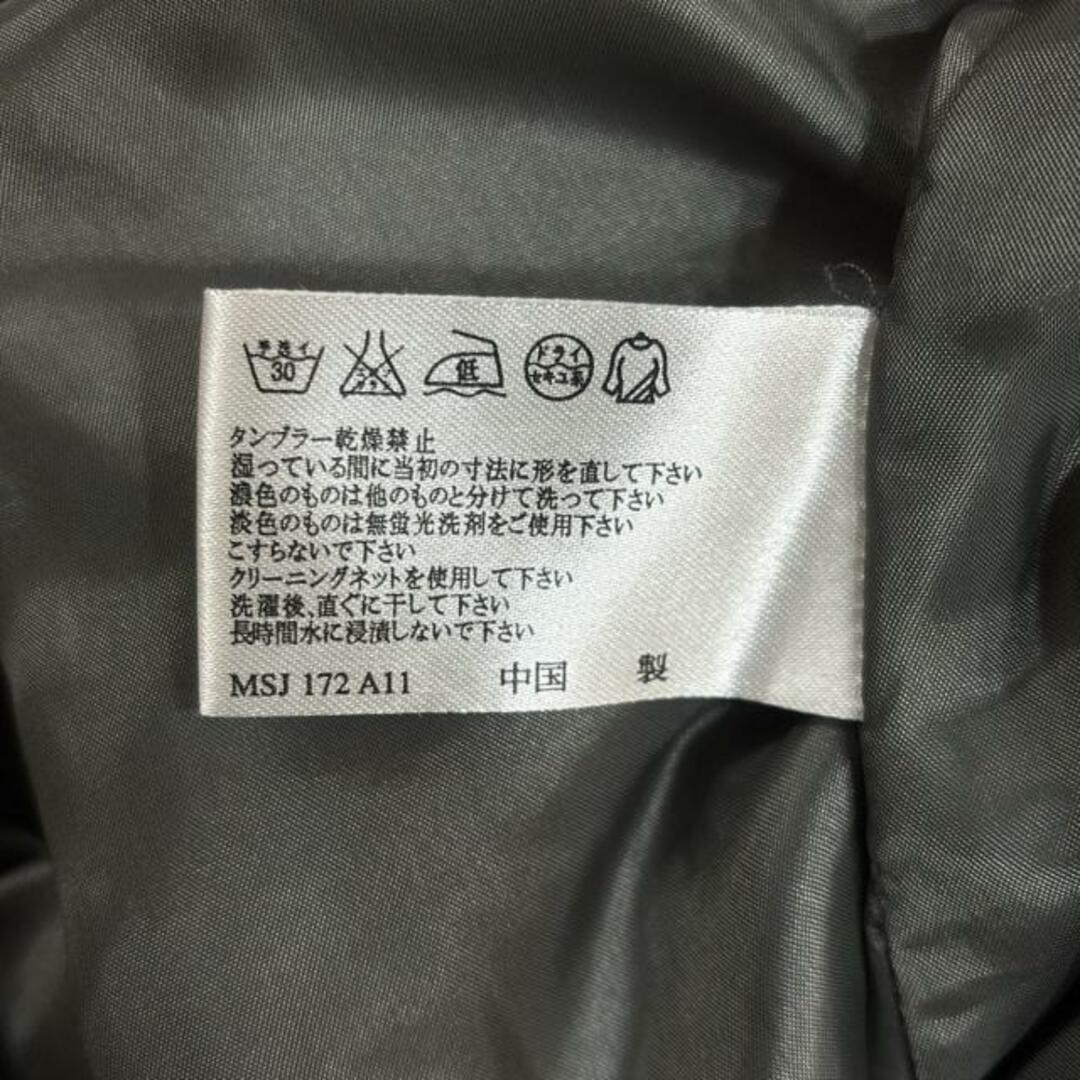 手洗イ 30 エンソサラシ 低 ドライ セキユ系
タンブラー乾燥禁止
湿っている間に当初の寸法に形を直して下さい
濃色のものは他のものと分けて洗って下さい
淡色のものは無蛍光洗剤をご使用下さい
こすらないで下さい
クリーニングネットを使用して下さい
洗濯後、直ぐに干して下さい
長時間水に浸漬しないで下さい
MSJ 172 A11 中国 製